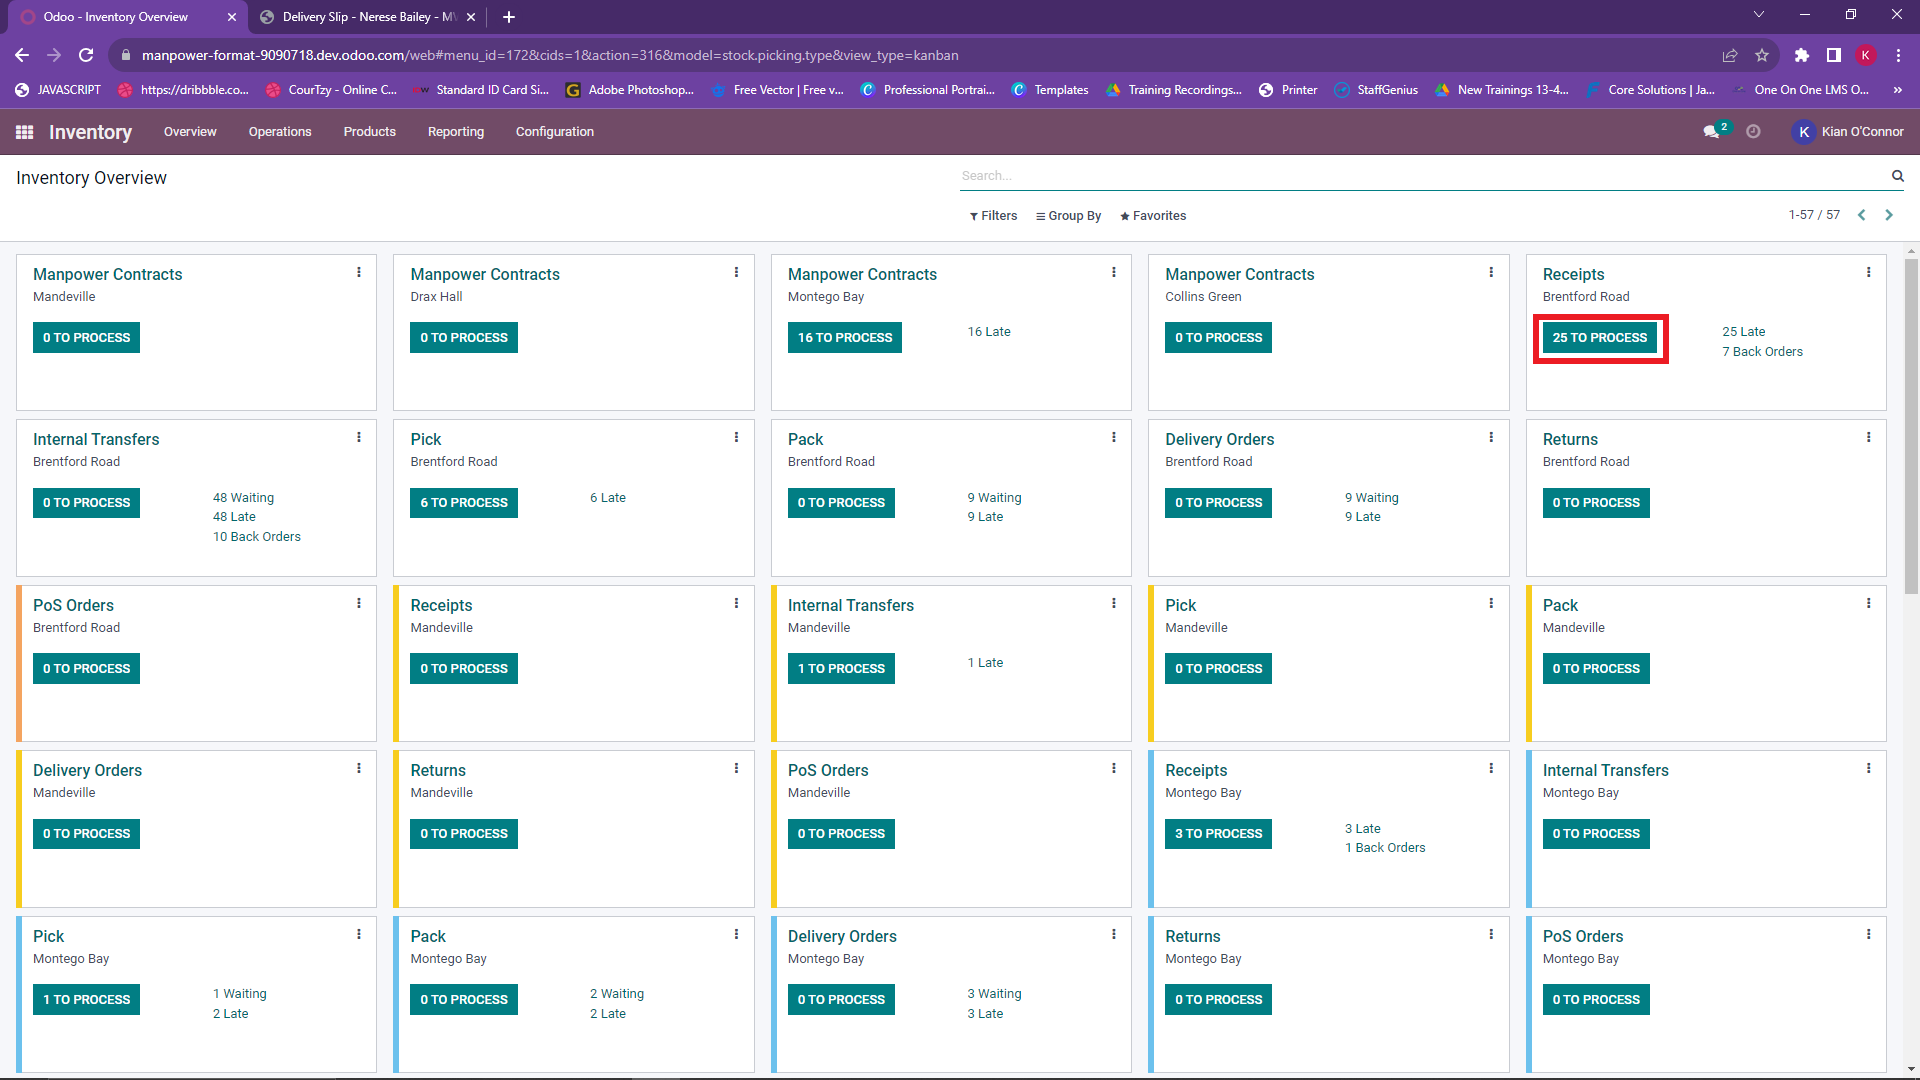 Odoo - Inventory Overview
Delivery Slip - Nerese Bailey - M
manpower-format-9090718.dev.odoo.com/web#menu_id=172&cids=1&action=316&model=stock.picking.type&view_type=kanban
K
JAVASCRIPT
https://dribbble.co...
CourTzy - Online C...
Standard ID Card Si...
Adobe Photoshop...
Free Vector | Free v...
Professional Portrai...
Templates
Training Recordings...
Printer
StaffGenius
New Trainings 13-4...
Core Solutions | Ja...
One On One LMS O...
»
Inventory
Overview
Operations
Products
Reporting
Configuration
2
K
Kian O'Connor
Inventory Overview
Search...
Filters
Group By
Favorites
1-57 / 57
Manpower Contracts
Mandeville
0 TO PROCESS
Manpower Contracts
Drax Hall
0 TO PROCESS
Manpower Contracts
Montego Bay
16 TO PROCESS
16 Late
Manpower Contracts
Collins Green
0 TO PROCESS
Receipts
Brentford Road
25 TO PROCESS
25 Late
7 Back Orders
Internal Transfers
Brentford Road
0 TO PROCESS
48 Waiting
48 Late
10 Back Orders
Pick
Brentford Road
6 TO PROCESS
6 Late
Pack
Brentford Road
0 TO PROCESS
9 Waiting
9 Late
Delivery Orders
Brentford Road
0 TO PROCESS
9 Waiting
9 Late
Returns
Brentford Road
0 TO PROCESS
PoS Orders
Brentford Road
0 TO PROCESS
Receipts
Mandeville
0 TO PROCESS
Internal Transfers
Mandeville
1 TO PROCESS
1 Late
Pick
Mandeville
0 TO PROCESS
Pack
Mandeville
0 TO PROCESS
Delivery Orders
Mandeville
0 TO PROCESS
Returns
Mandeville
0 TO PROCESS
PoS Orders
Mandeville
0 TO PROCESS
Receipts
Montego Bay
3 TO PROCESS
3 Late
1 Back Orders
Internal Transfers
Montego Bay
0 TO PROCESS
Pick
Montego Bay
1 TO PROCESS
1 Waiting
2 Late
Pack
Montego Bay
0 TO PROCESS
2 Waiting
2 Late
Delivery Orders
Montego Bay
0 TO PROCESS
3 Waiting
3 Late
Returns
Montego Bay
0 TO PROCESS
PoS Orders
Montego Bay
0 TO PROCESS